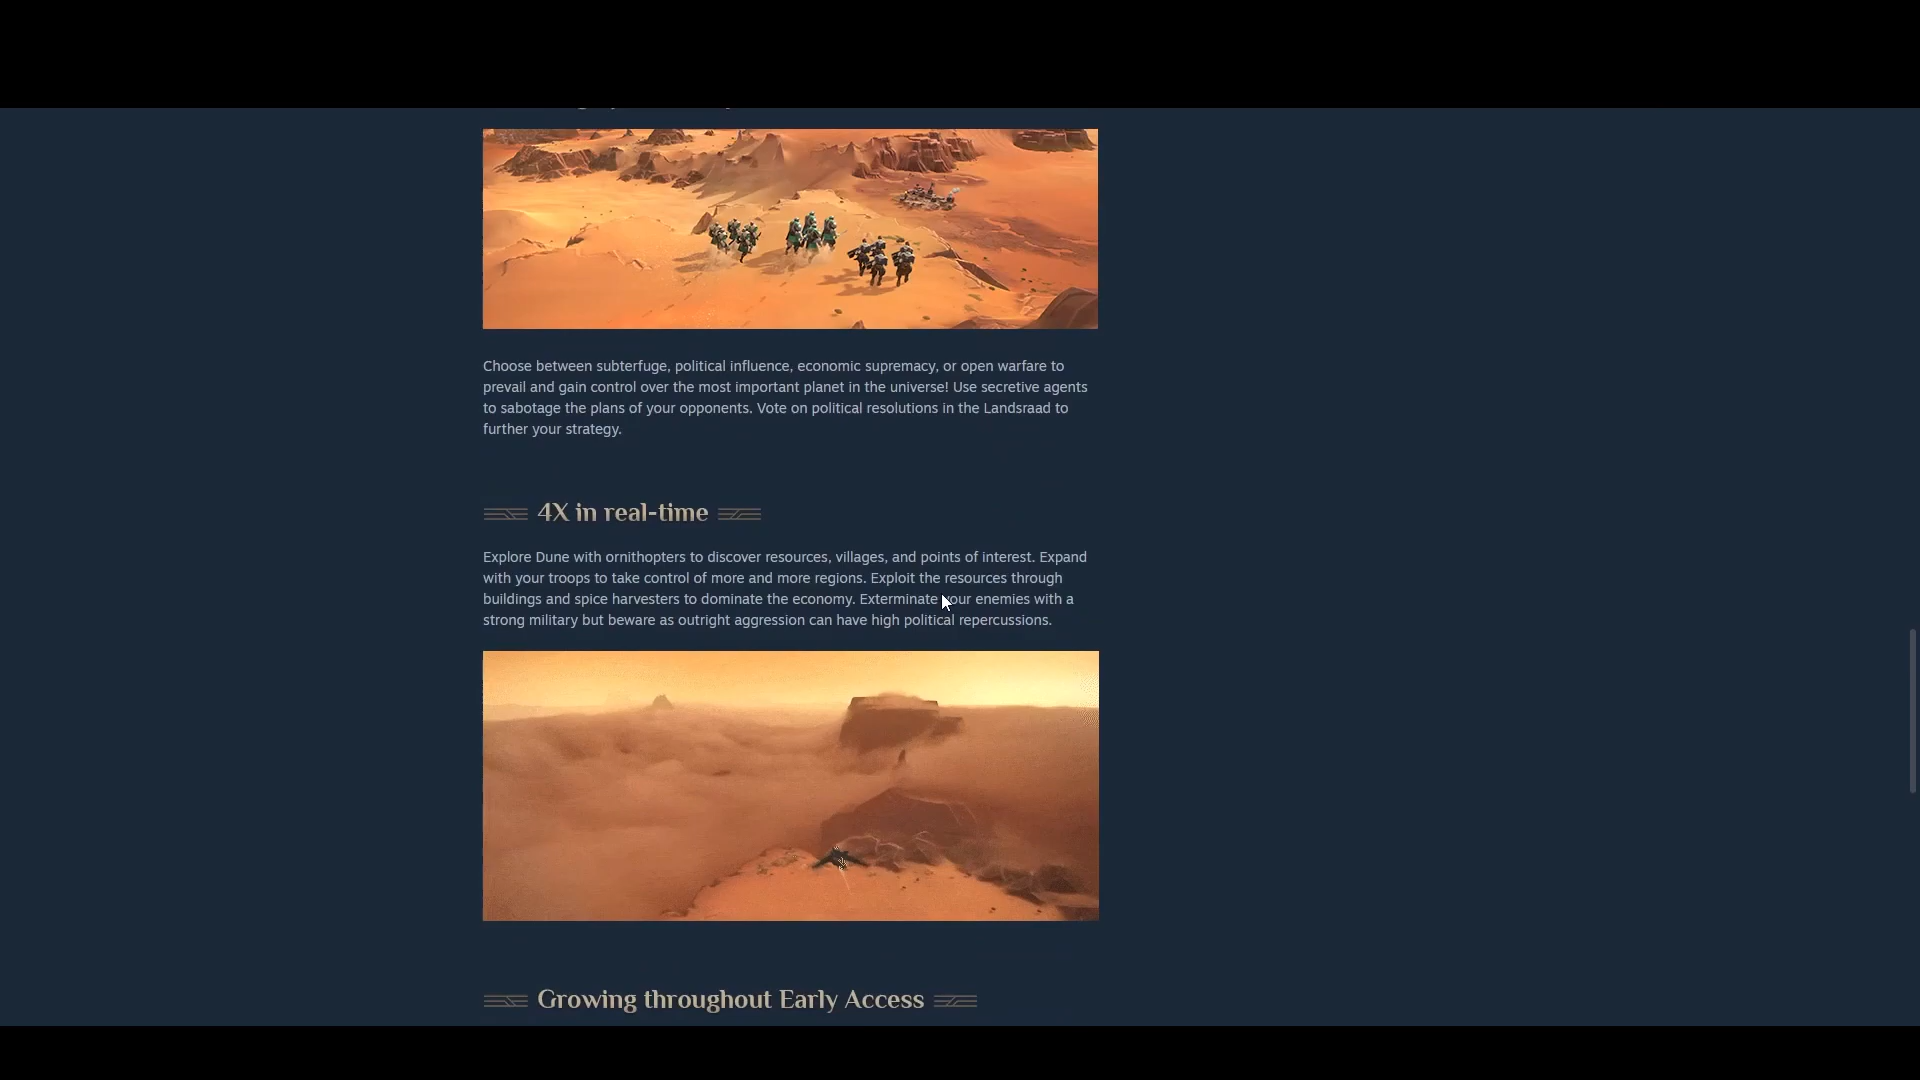 Choose between subterfuge, political influence, economic supremacy, or open warfare to
prevail and gain control over the most important planet in the universe! Use secretive agents
to sabotage the plans of your opponents. Vote on political resolutions in the Landsraad to
further your strategy.
4X in real-time
Explore Dune with ornithopters to discover resources, villages, and points of interest. Expand
with your troops to take control of more and more regions. Exploit the resources through
buildings and spice harvesters to dominate the economy. Exterminate your enemies with a
strong military but beware as outright aggression can have high political repercussions.
Growing throughout Early Access